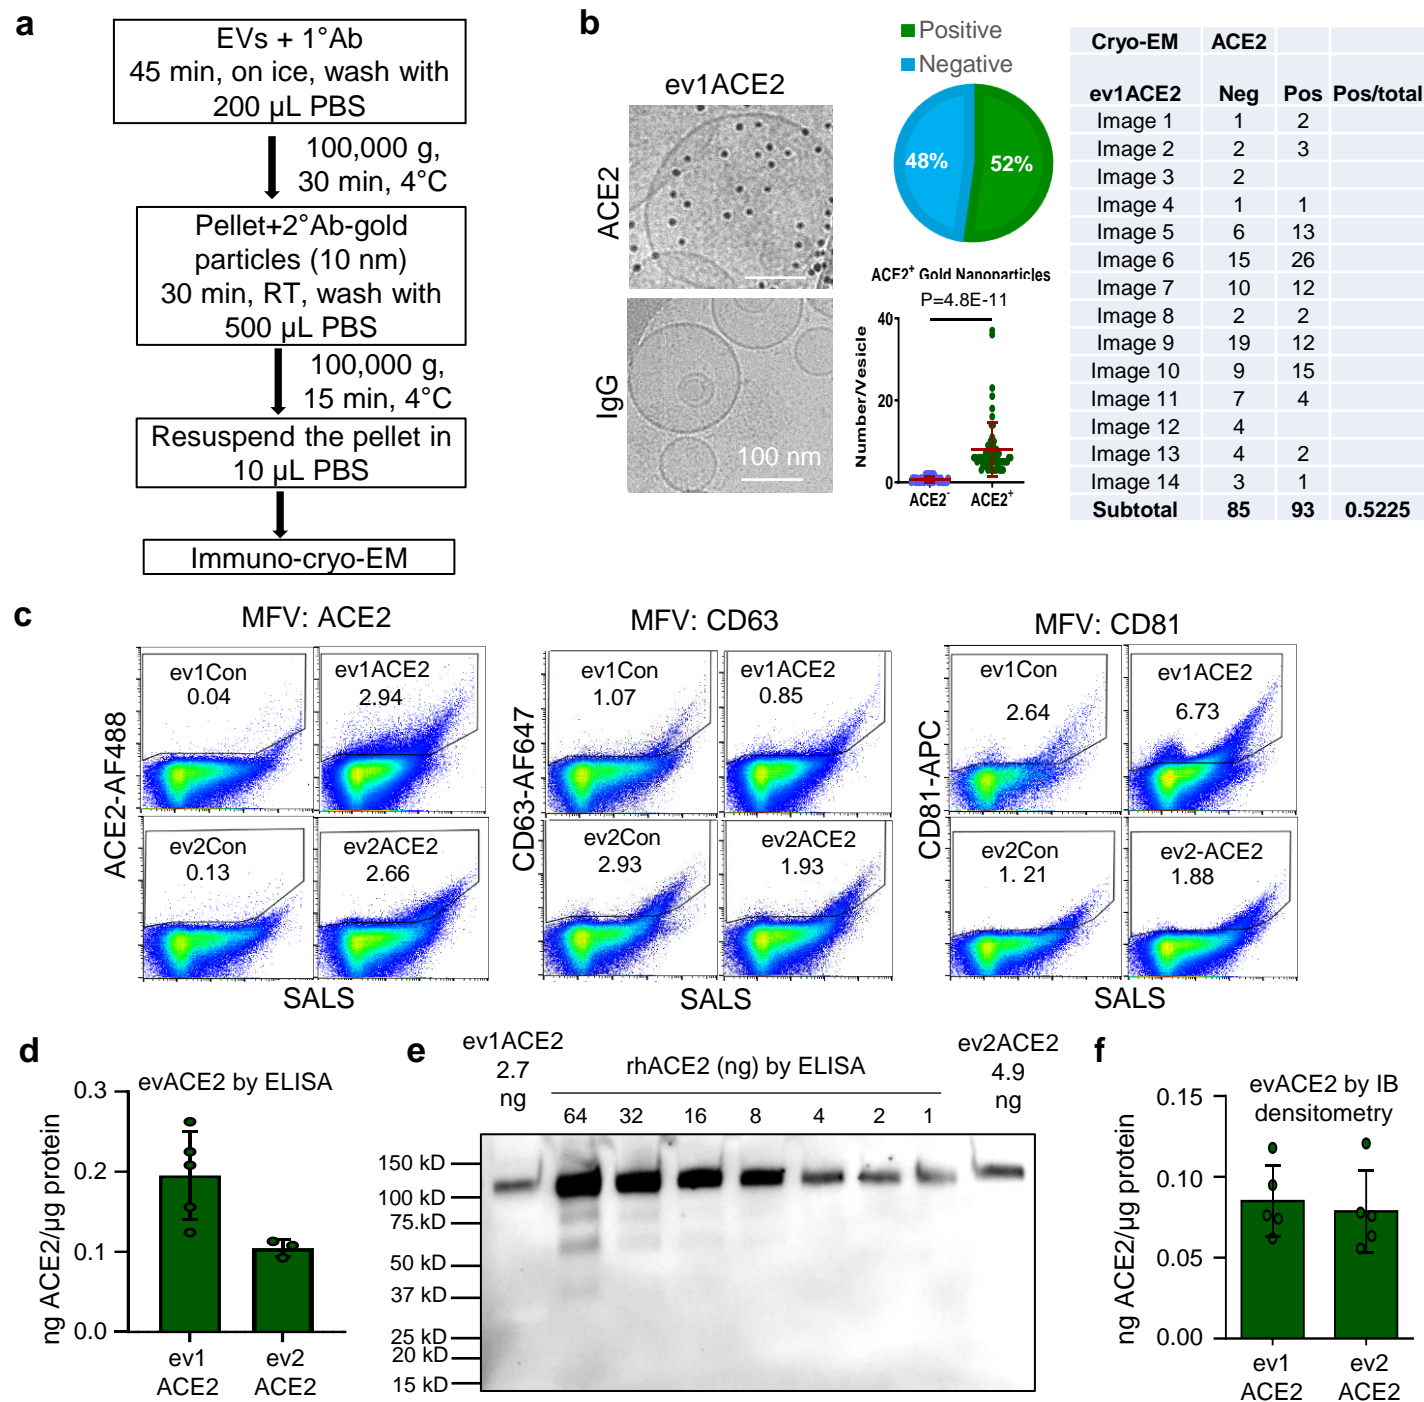 a
EVs + 1°Ab
45 min, on ice, wash with
200 µL PBS
100,000 g,
30 min, 4°C
Pellet+2°Ab-gold
particles (10 nm)
30 min, RT, wash with
500 µL PBS
100,000 g,
15 min, 4°C
Resuspend the pellet in
10 µL PBS
Immuno-cryo-EM
b
ev1ACE2
ACE2
IgG
100 nm
Positive
Negative
48%
52%
ACE2+ Gold Nanoparticles
P=4.8E-11
Number/Vesicle
40
20
0
ACE2-
ACE2+
Cryo-EM ACE2
ev1ACE2 Neg Pos Pos/total
Image 1 1 2
Image 2 2 3
Image 3 2
Image 4 1 1
Image 5 6 13
Image 6 15 26
Image 7 10 12
Image 8 2 2
Image 9 19 12
Image 10 9 15
Image 11 7 4
Image 12 4
Image 13 4 2
Image 14 3 1
Subtotal 85 93 0.5225
c
MFV: ACE2
ACE2-AF488
ev1Con
0.04
ev1ACE2
2.94
ev2Con
0.13
ev2ACE2
2.66
SALS
MFV: CD63
CD63-AF647
ev1Con
1.07
ev1ACE2
0.85
ev2Con
2.93
ev2ACE2
1.93
SALS
MFV: CD81
CD81-APC
ev1Con
2.64
ev1ACE2
6.73
ev2Con
1. 21
ev2-ACE2
1.88
SALS
d
evACE2 by ELISA
ng ACE2/µg protein
0.3
0.2
0.1
0.0
ev1
ACE2
ev2
ACE2
e
ev1ACE2
2.7
ng
rhACE2 (ng) by ELISA
64 32 16 8 4 2 1
ev2ACE2
4.9
ng
150 kD
100 kD
75.kD
50 kD
37 kD
25 kD
20 kD
15 kD
f
evACE2 by IB
densitometry
ng ACE2/µg protein
0.15
0.10
0.05
0.00
ev1
ACE2
ev2
ACE2